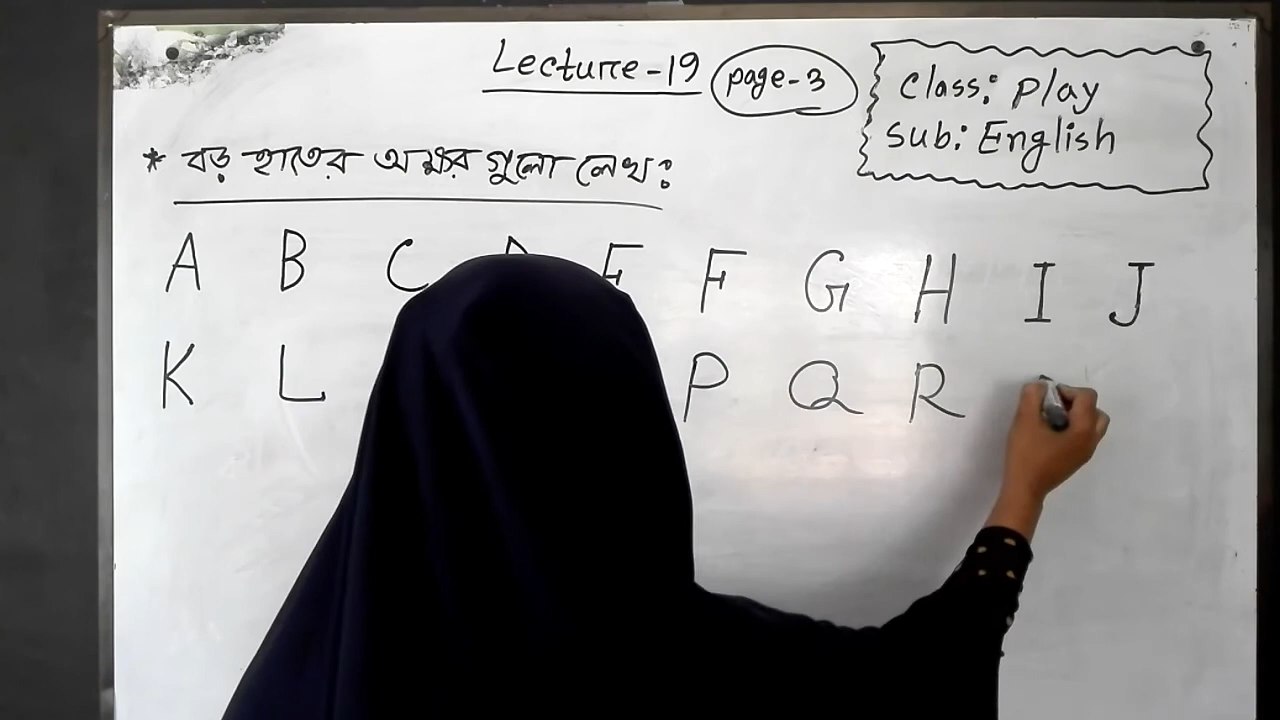 Lecture-19
page-3
Class: Play
Sub: English
* বড় হাতের অক্ষর গুলো লেখ:
A B C D E F G H I J
K L P Q R